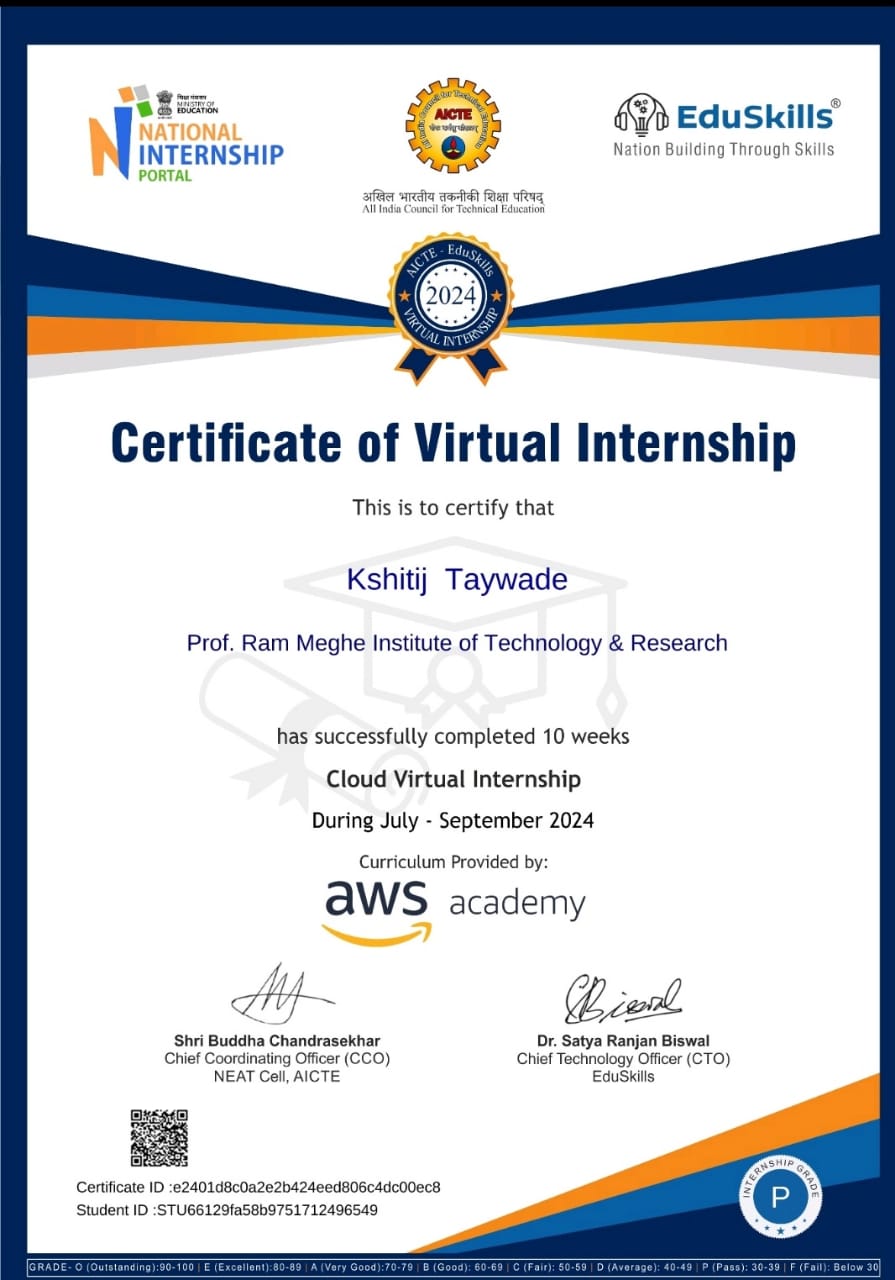 शिक्षा मंत्रालय
MINISTRY OF
EDUCATION
NATIONAL
INTERNSHIP
PORTAL
All India Council for Technical Education
AICTE
अखिल भारतीय तकनीकी शिक्षा परिषद्
All India Council for Technical Education
EduSkills®
Nation Building Through Skills
AICTE - EduSkills
2024
VIRTUAL INTERNSHIP
Certificate of Virtual Internship
This is to certify that
Kshitij Taywade
Prof. Ram Meghe Institute of Technology & Research
has successfully completed 10 weeks
Cloud Virtual Internship
During July - September 2024
Curriculum Provided by:
aws academy
Shri Buddha Chandrasekhar
Chief Coordinating Officer (CCO)
NEAT Cell, AICTE
Dr. Satya Ranjan Biswal
Chief Technology Officer (CTO)
EduSkills
Certificate ID :e2401d8c0a2e2b424eed806c4dc00ec8
Student ID :STU66129fa58b9751712496549
INTERNSHIP GRADE
P
GRADE- O (Outstanding):90-100 | E (Excellent):80-89 | A (Very Good):70-79 | B (Good): 60-69 | C (Fair): 50-59 | D (Average): 40-49 | P (Pass): 30-39 | F (Fail): Below 30